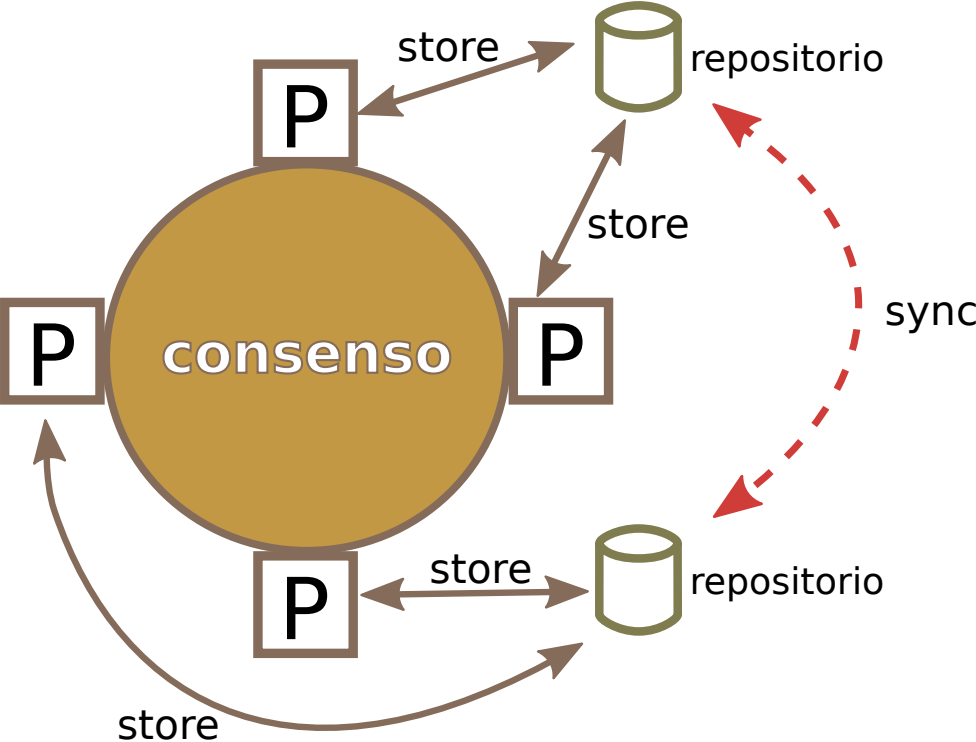 store
repositorio
P
store
sync
P
consenso
P
store
repositorio
P
store